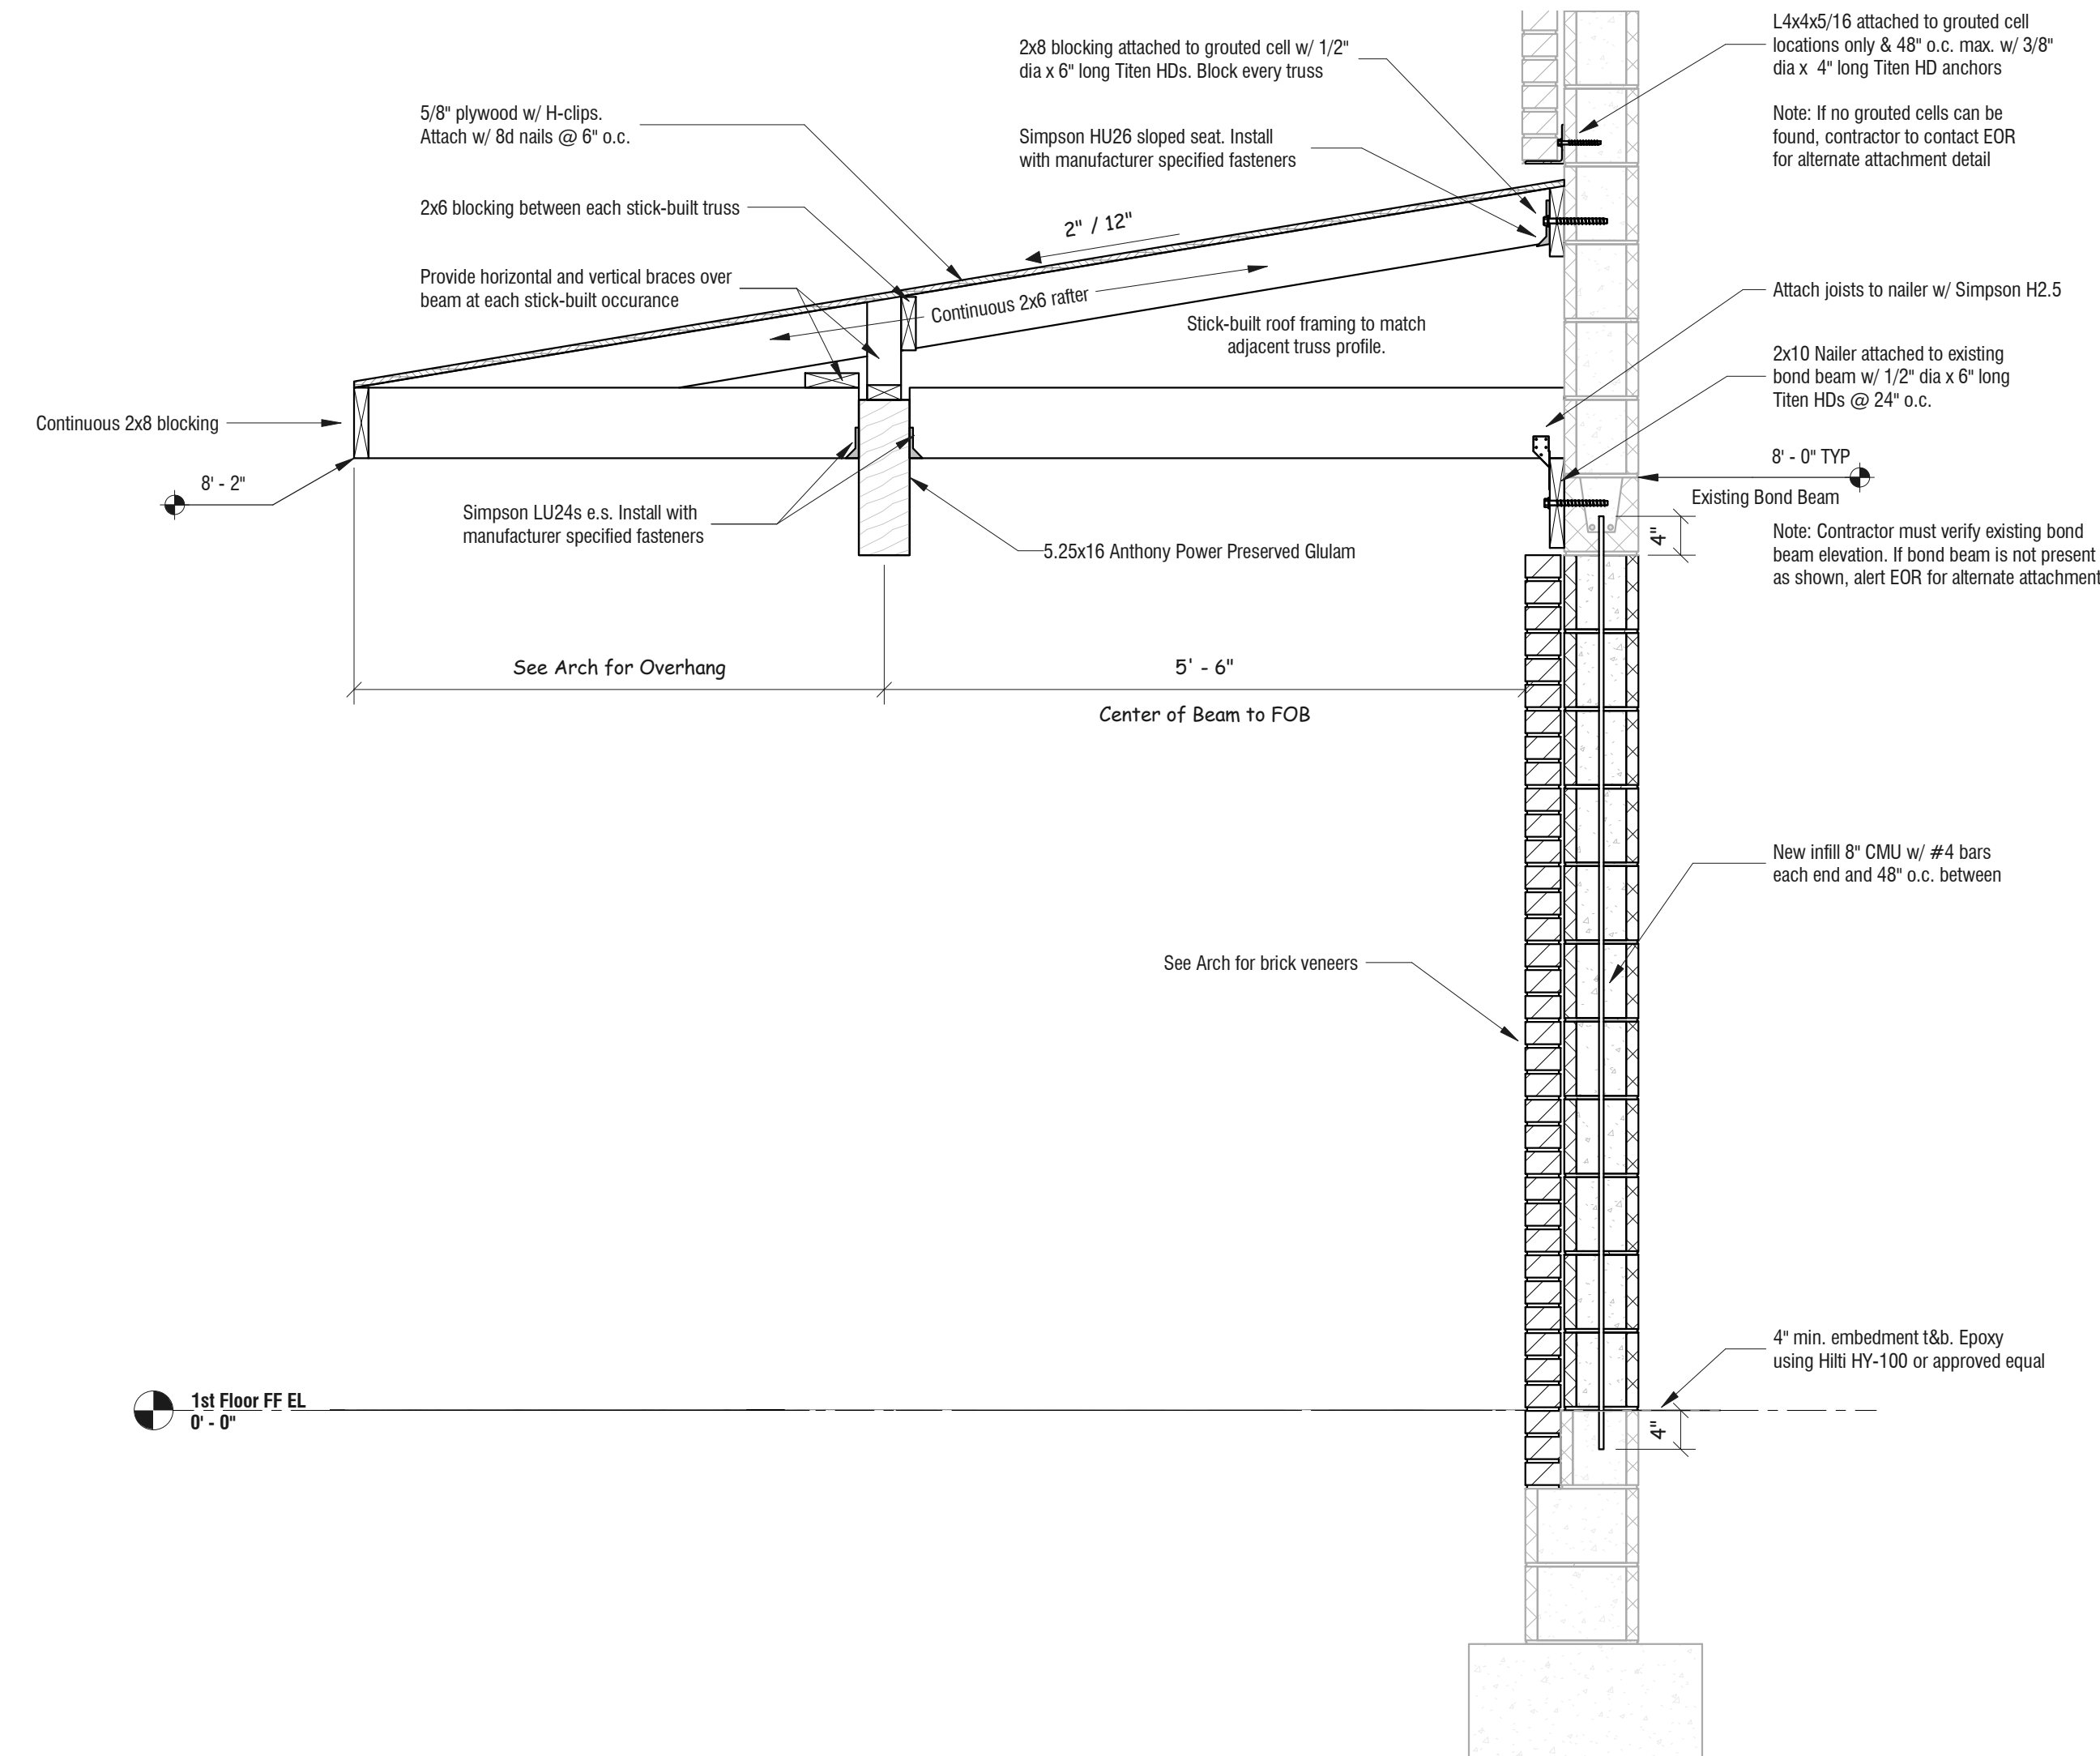 L4x4x5/16 attached to grouted cell
locations only & 48" o.c. max. w/ 3/8"
dia x  4" long Titen HD anchors
Note: If no grouted cells can be
found, contractor to contact EOR
for alternate attachment detail
2x8 blocking attached to grouted cell w/ 1/2"
dia x 6" long Titen HDs. Block every truss
5/8" plywood w/ H-clips.
Attach w/ 8d nails @ 6" o.c.
Simpson HU26 sloped seat. Install
with manufacturer specified fasteners
2x6 blocking between each stick-built truss
2" / 12"
Provide horizontal and vertical braces over
beam at each stick-built occurance
Continuous 2x6 rafter
Stick-built roof framing to match
adjacent truss profile.
Attach joists to nailer w/ Simpson H2.5
2x10 Nailer attached to existing
bond beam w/ 1/2" dia x 6" long
Titen HDs @ 24" o.c.
Continuous 2x8 blocking
8' - 2"
8' - 0" TYP
Existing Bond Beam
Simpson LU24s e.s. Install with
manufacturer specified fasteners
5.25x16 Anthony Power Preserved Glulam
4"
Note: Contractor must verify existing bond
beam elevation. If bond beam is not present
as shown, alert EOR for alternate attachment
See Arch for Overhang
5' - 6"
Center of Beam to FOB
New infill 8" CMU w/ #4 bars
each end and 48" o.c. between
See Arch for brick veneers
4" min. embedment t&b. Epoxy
using Hilti HY-100 or approved equal
1st Floor FF EL
0' - 0"
4"